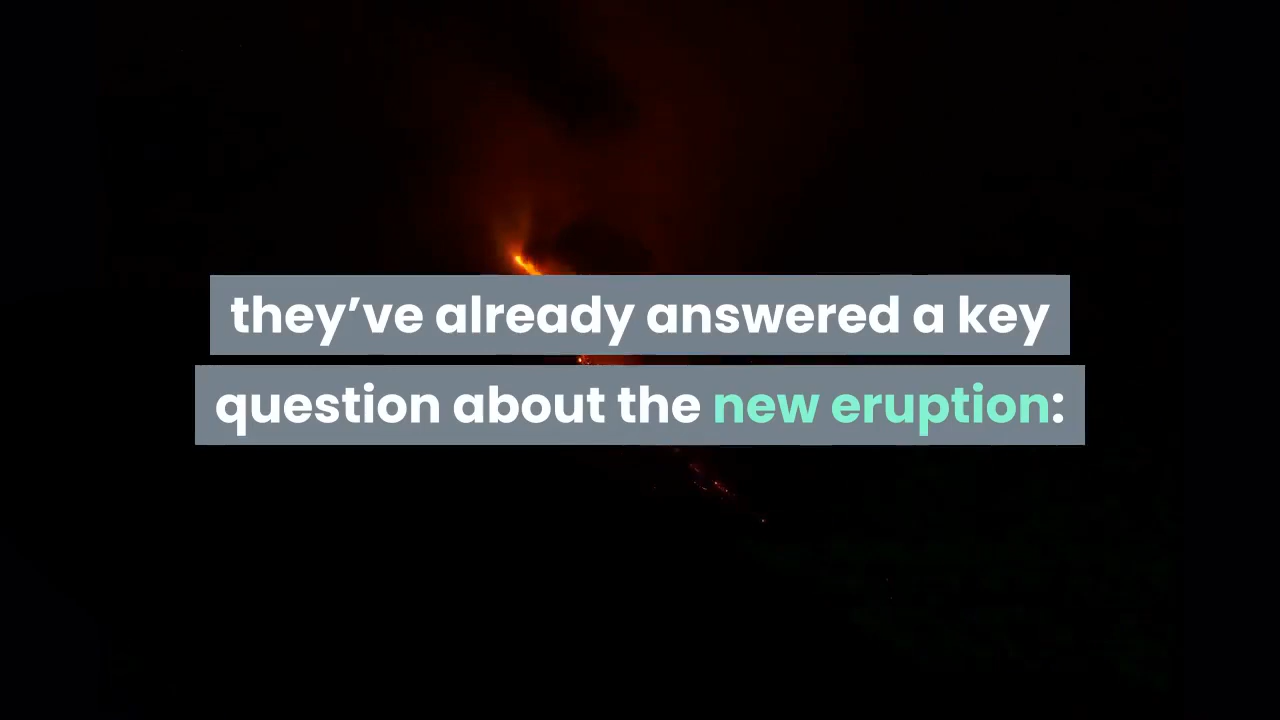 they’ve already answered a key
question about the new eruption: